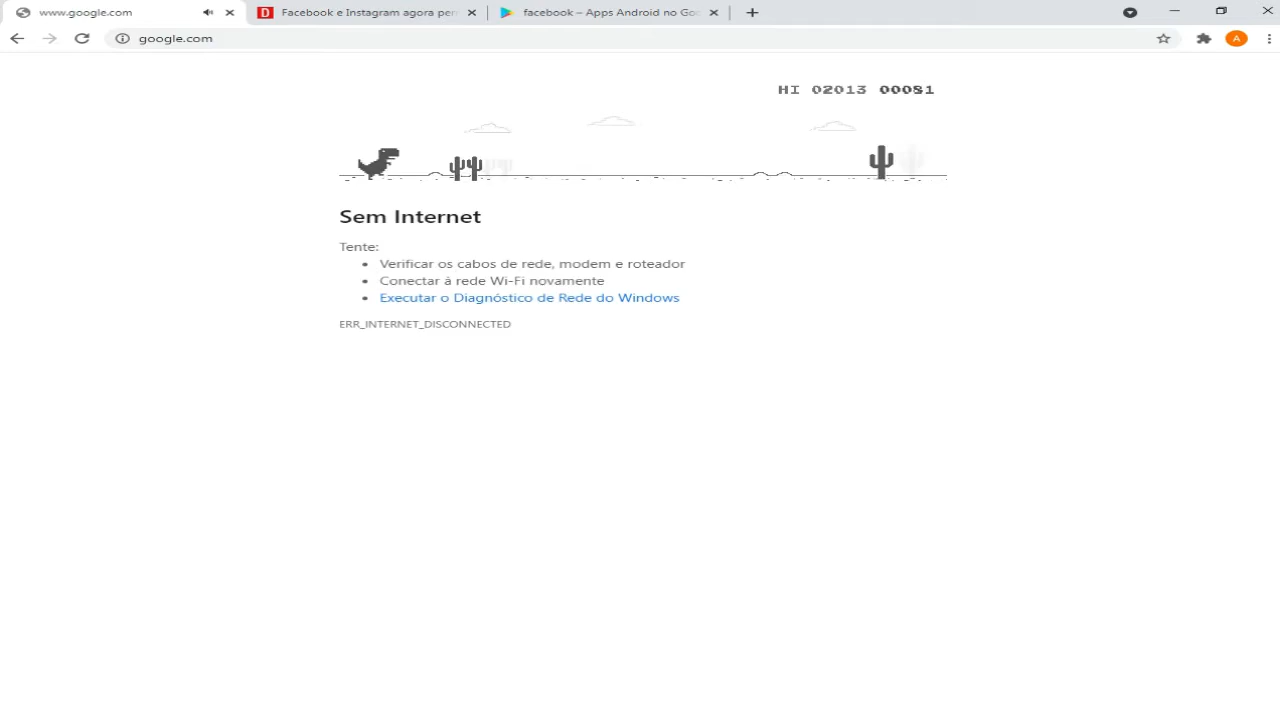 www.google.com
Facebook e Instagram agora per
facebook – Apps Android no Goo
google.com
A
HI 02013 00081
Sem Internet
Tente:
Verificar os cabos de rede, modem e roteador
Conectar à rede Wi-Fi novamente
Executar o Diagnóstico de Rede do Windows
ERR_INTERNET_DISCONNECTED